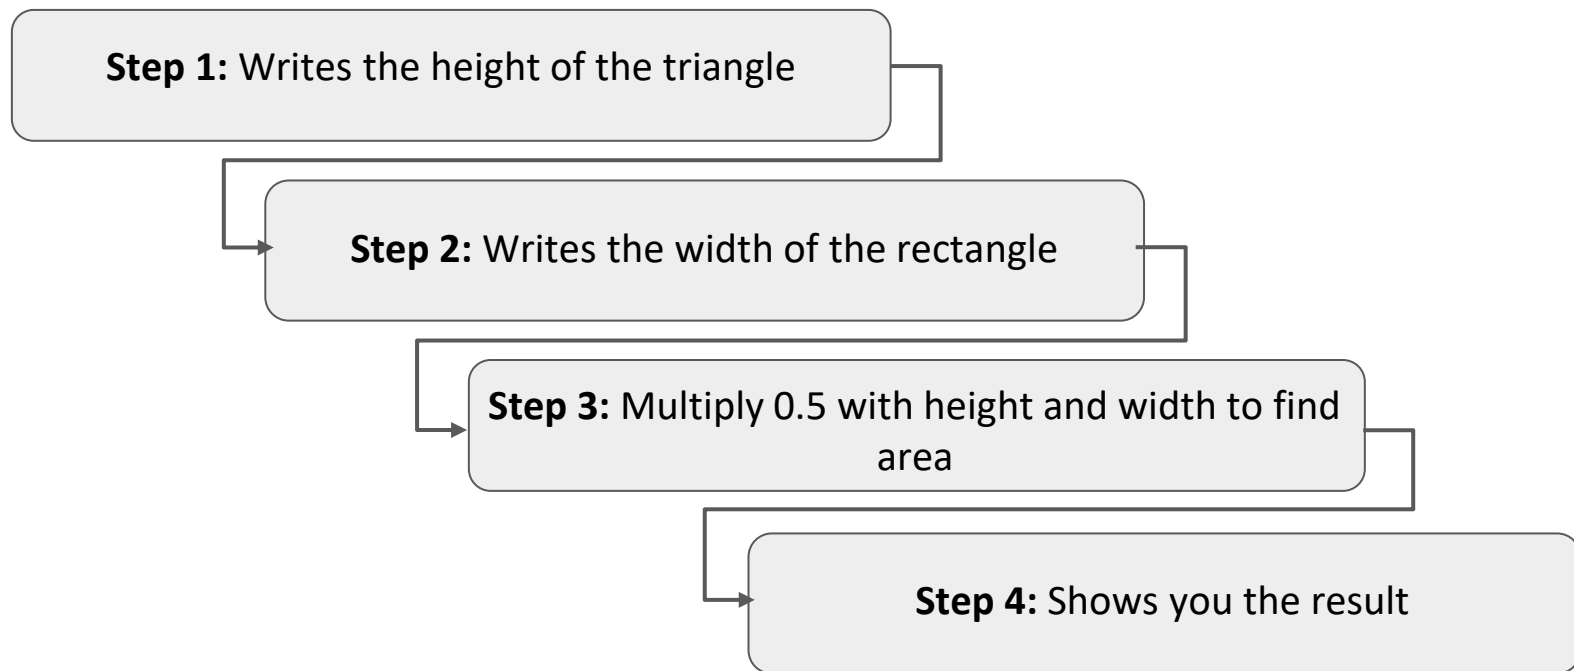 Step 1: Writes the height of the triangle
Step 2: Writes the width of the rectangle
Step 3: Multiply 0.5 with height and width to find
area
Step 4: Shows you the result